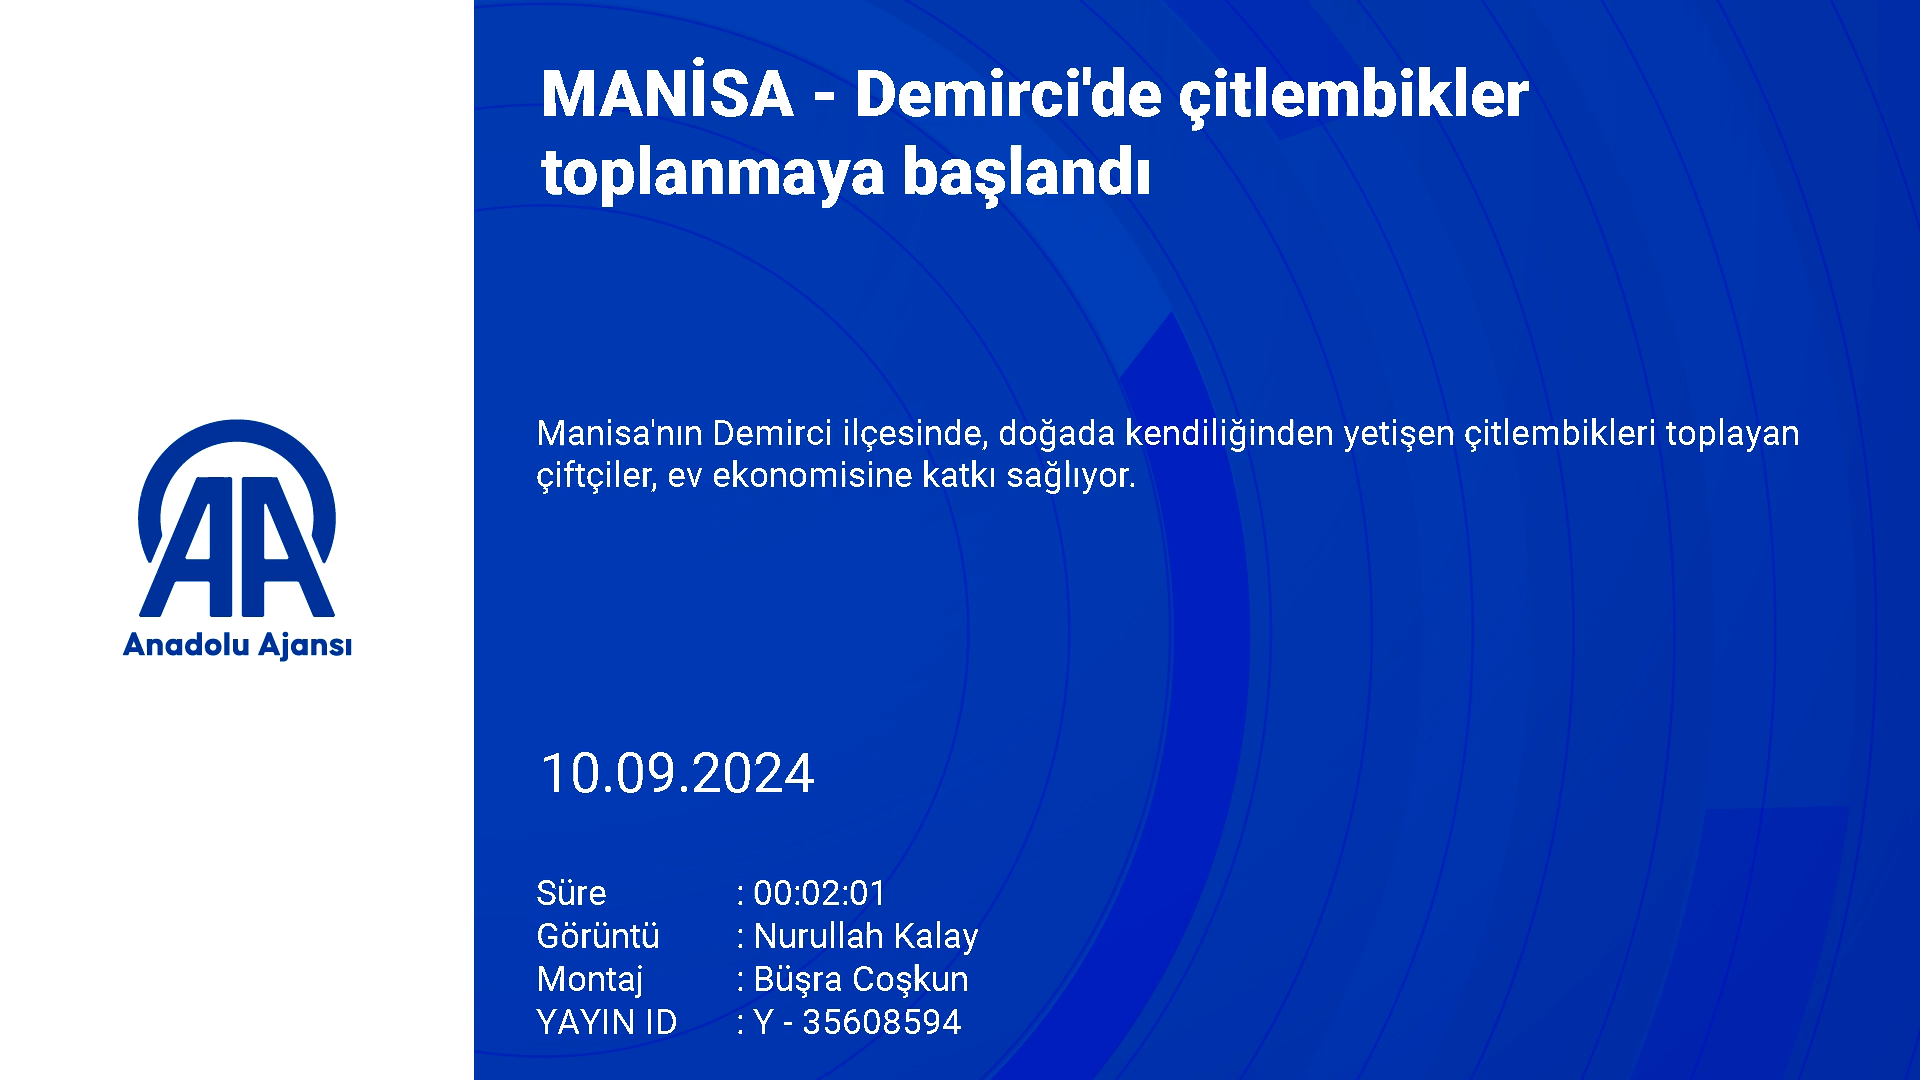 MANİSA - Demirci'de çitlembikler
toplanmaya başlandı
Manisa'nın Demirci ilçesinde, doğada kendiliğinden yetişen çitlembikleri toplayan
çiftçiler, ev ekonomisine katkı sağlıyor.
AA
Anadolu Ajansı
10.09.2024
Süre : 00:02:01
Görüntü : Nurullah Kalay
Montaj : Büşra Coşkun
YAYIN ID : Y - 35608594